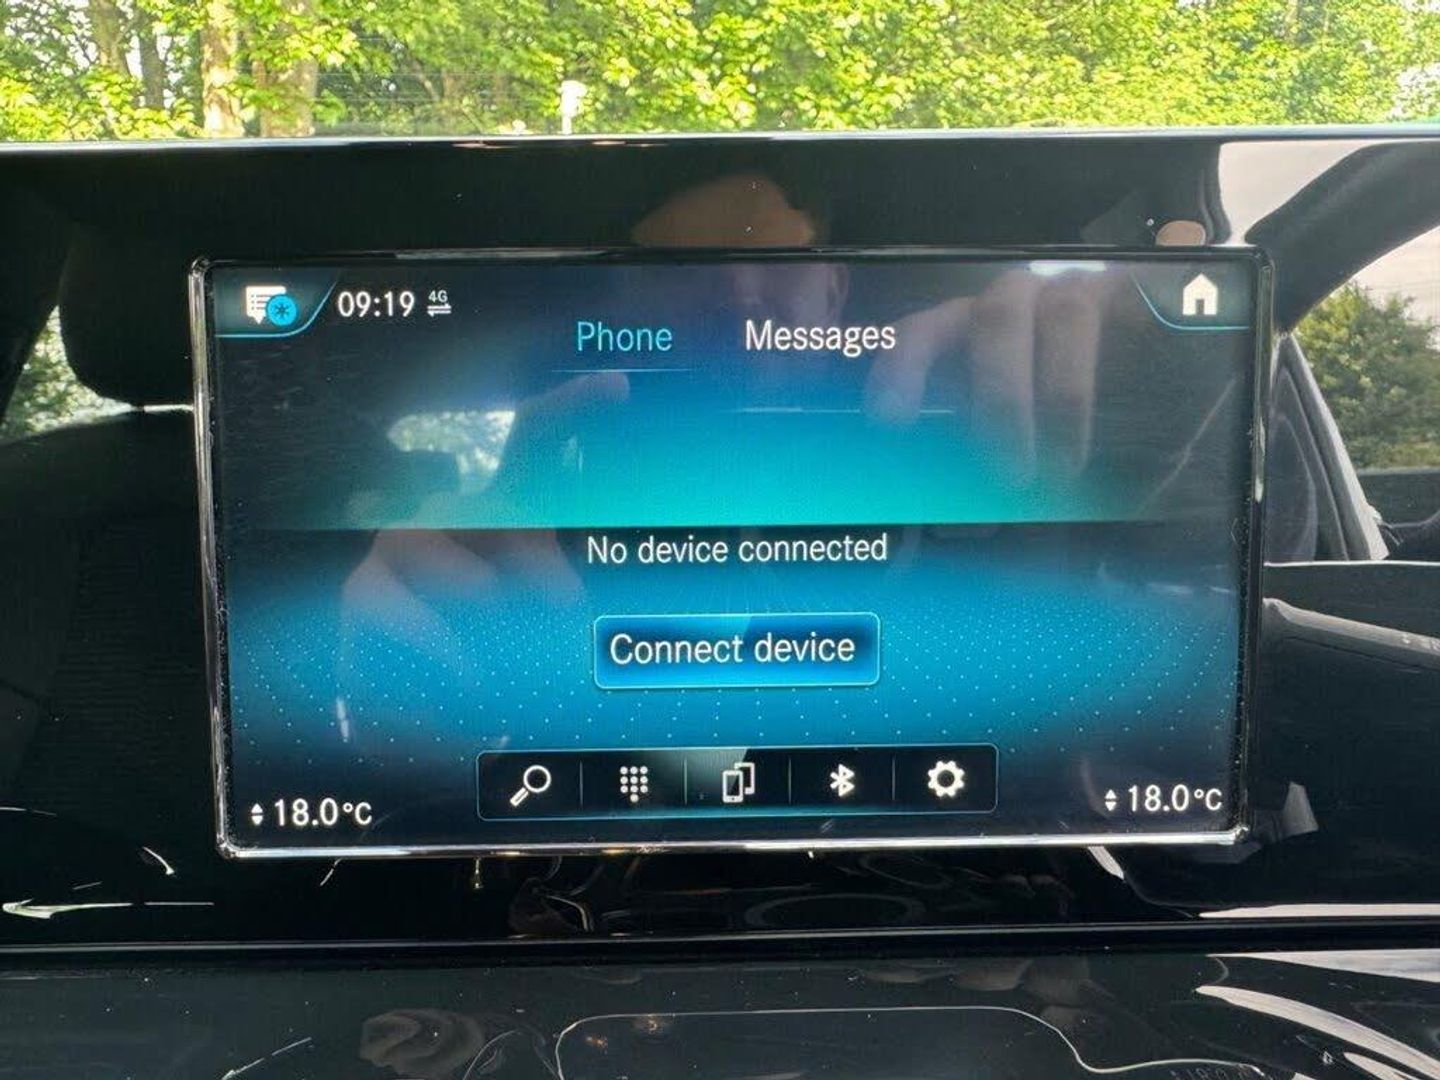 09:19 4G
Phone Messages
No device connected
Connect device
18.0°C 18.0°C